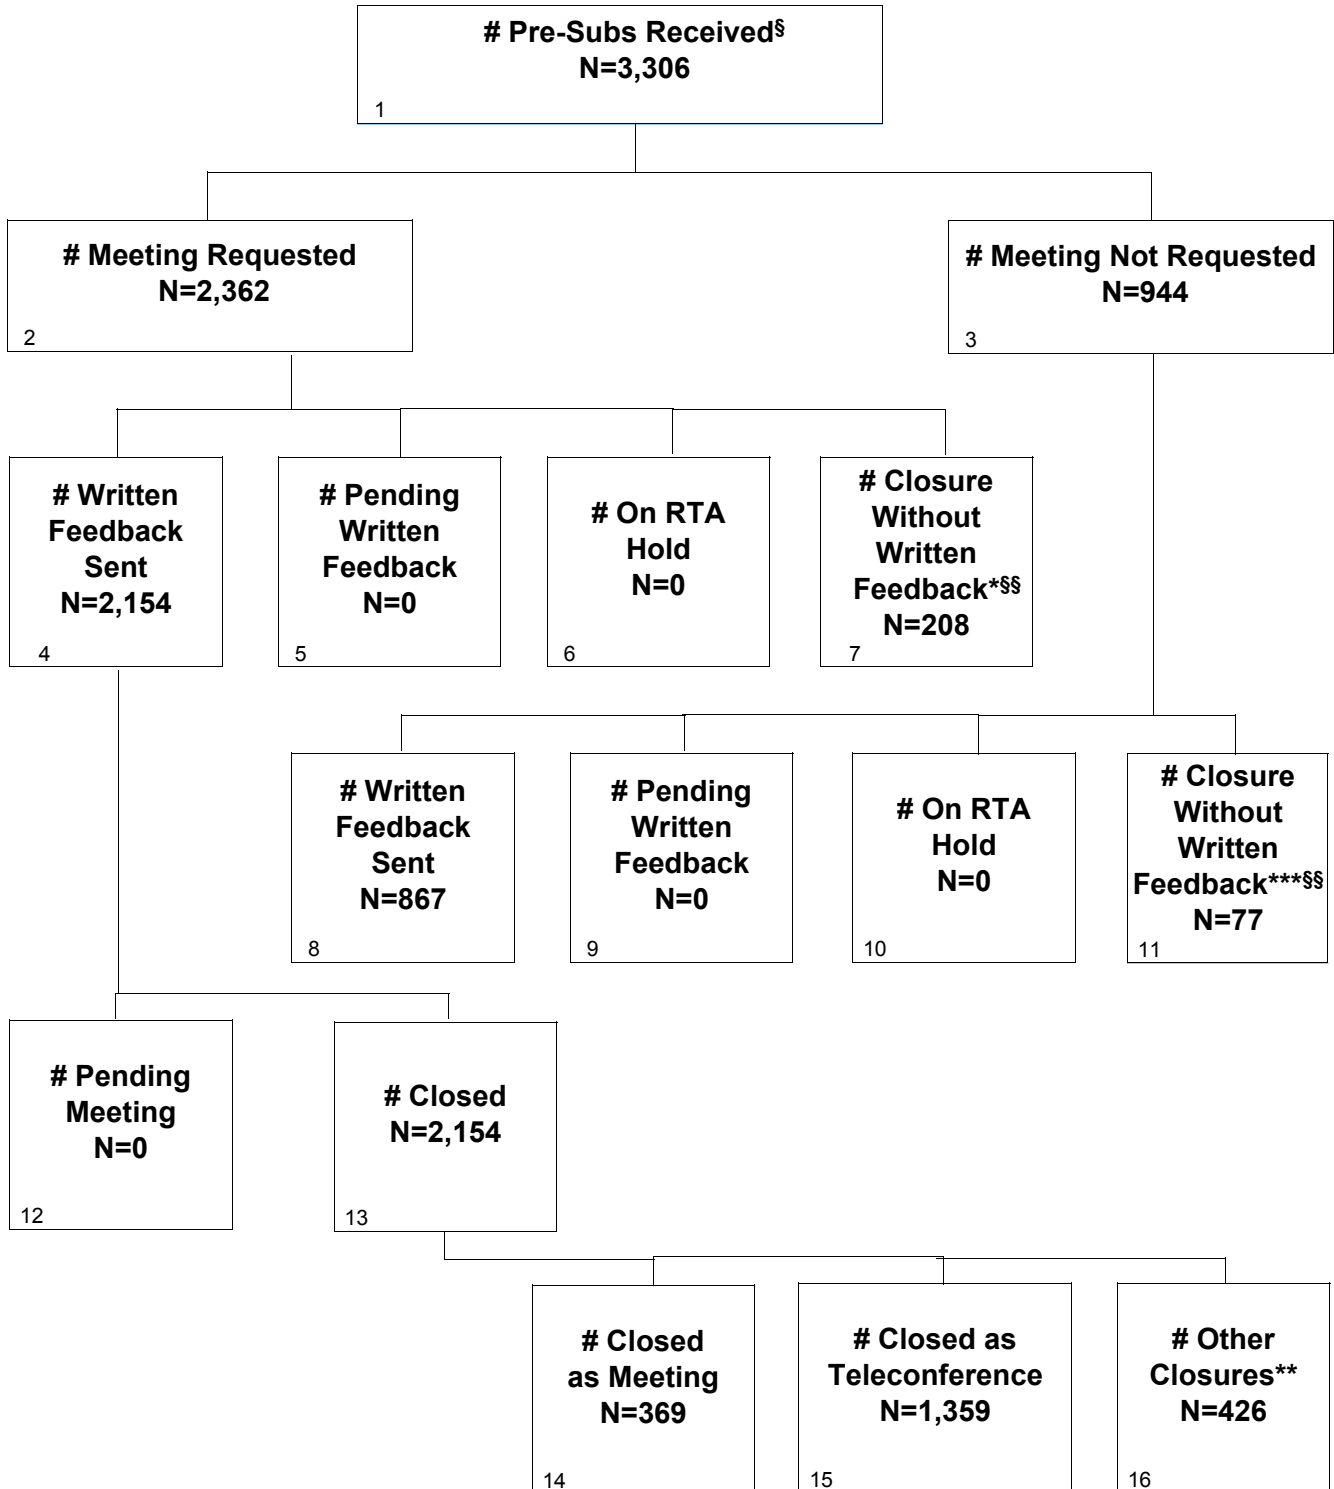 # Pre-Subs Received§
N=3,306
1
# Meeting Requested
N=2,362
2
# Meeting Not Requested
N=944
3
# Written
Feedback
Sent
N=2,154
4
# Pending
Written
Feedback
N=0
5
# On RTA
Hold
N=0
6
# Closure
Without
Written
Feedback*§§
N=208
7
# Written
Feedback
Sent
N=867
8
# Pending
Written
Feedback
N=0
9
# On RTA
Hold
N=0
10
# Closure
Without
Written
Feedback***§§
N=77
11
# Pending
Meeting
N=0
12
# Closed
N=2,154
13
# Closed
as Meeting
N=369
14
# Closed as
Teleconference
N=1,359
15
# Other
Closures**
N=426
16